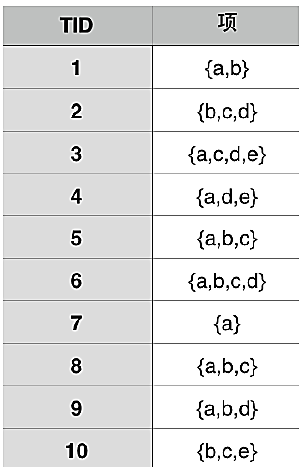 TID 项
1 {a,b}
2 {b,c,d}
3 {a,c,d,e}
4 {a,d,e}
5 {a,b,c}
6 {a,b,c,d}
7 {a}
8 {a,b,c}
9 {a,b,d}
10 {b,c,e}